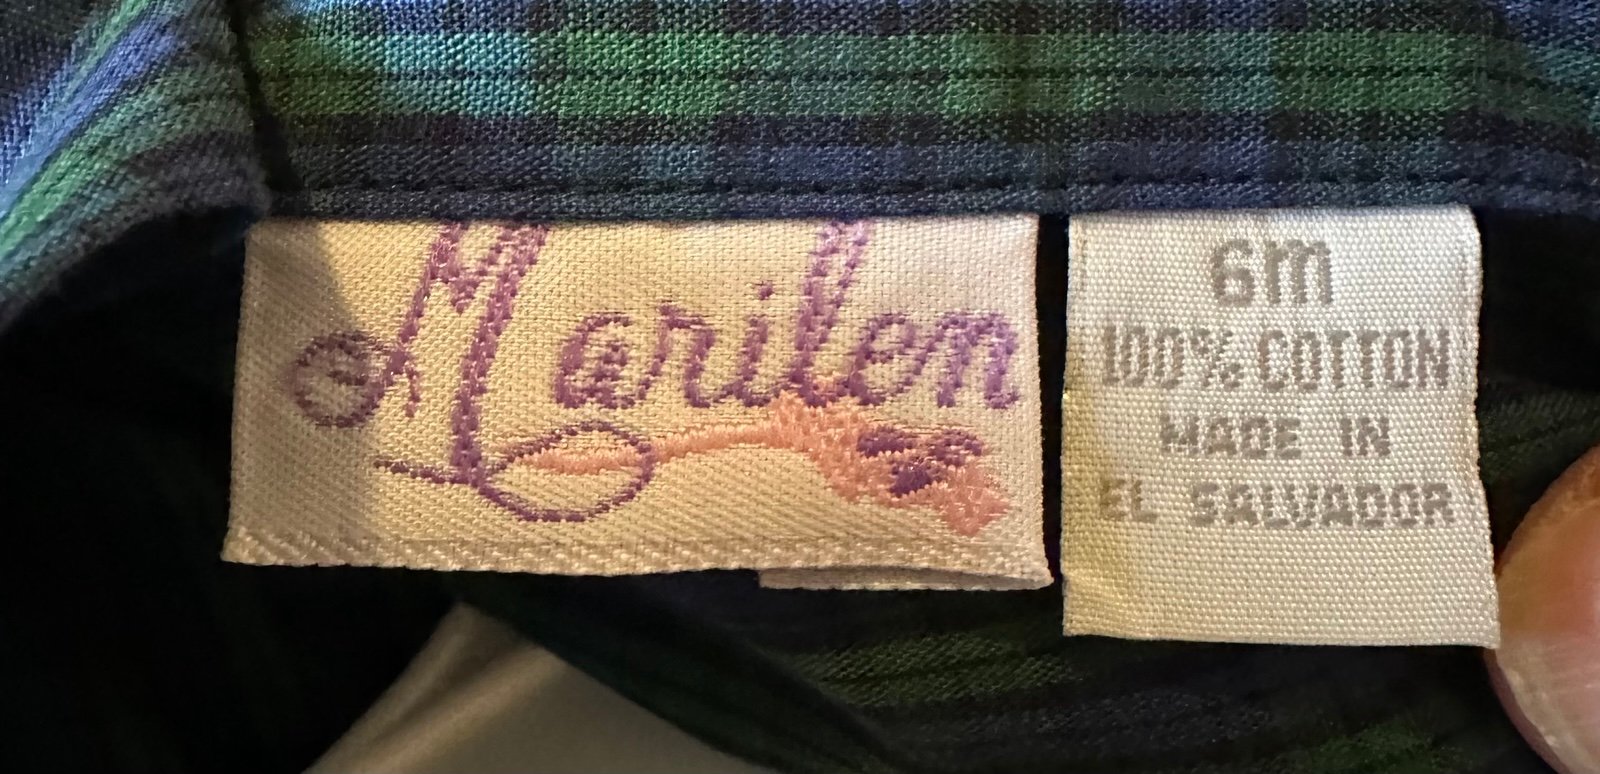 Marilen
6m
100% COTTON
MADE IN
EL SALVADOR